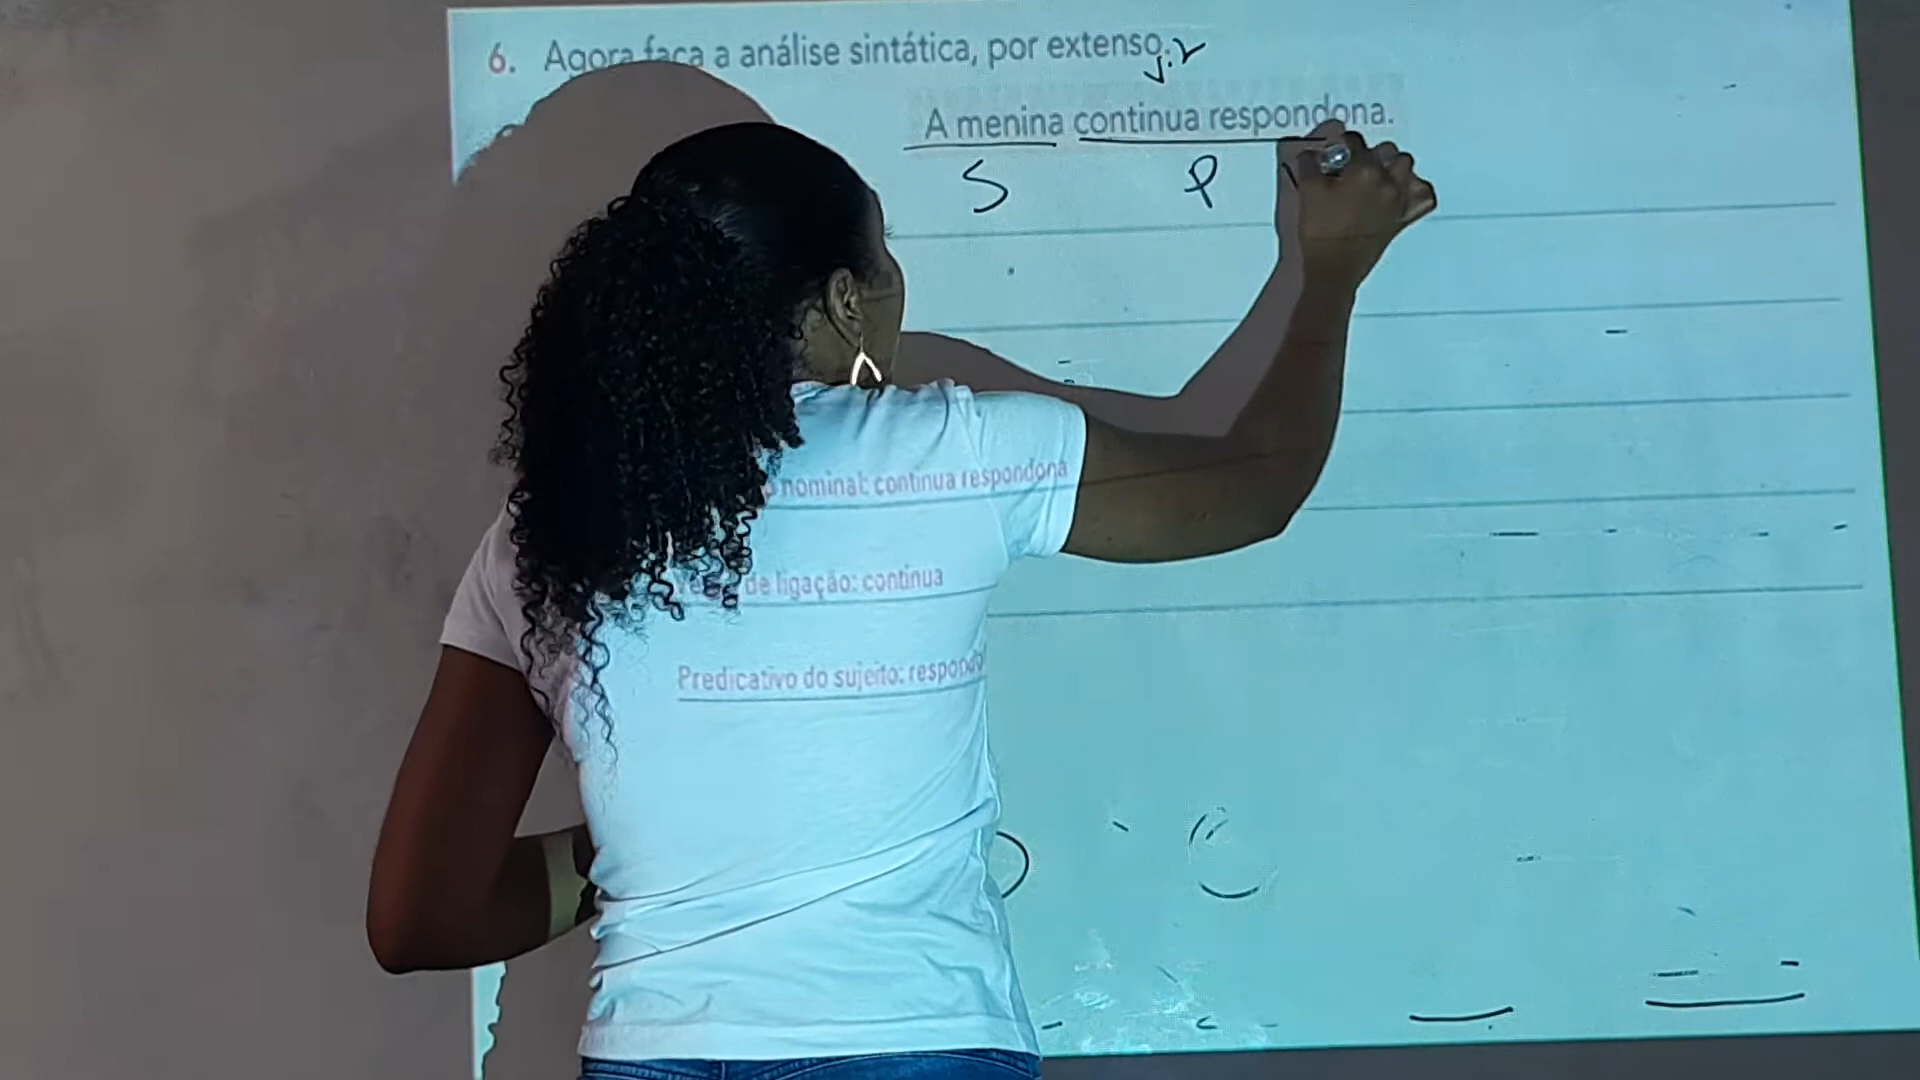 6. Agora faça a análise sintática, por extenso.
A menina continua respondona.
S P
nominal: continua respondona
de ligação: continua
Predicativo do sujeito: